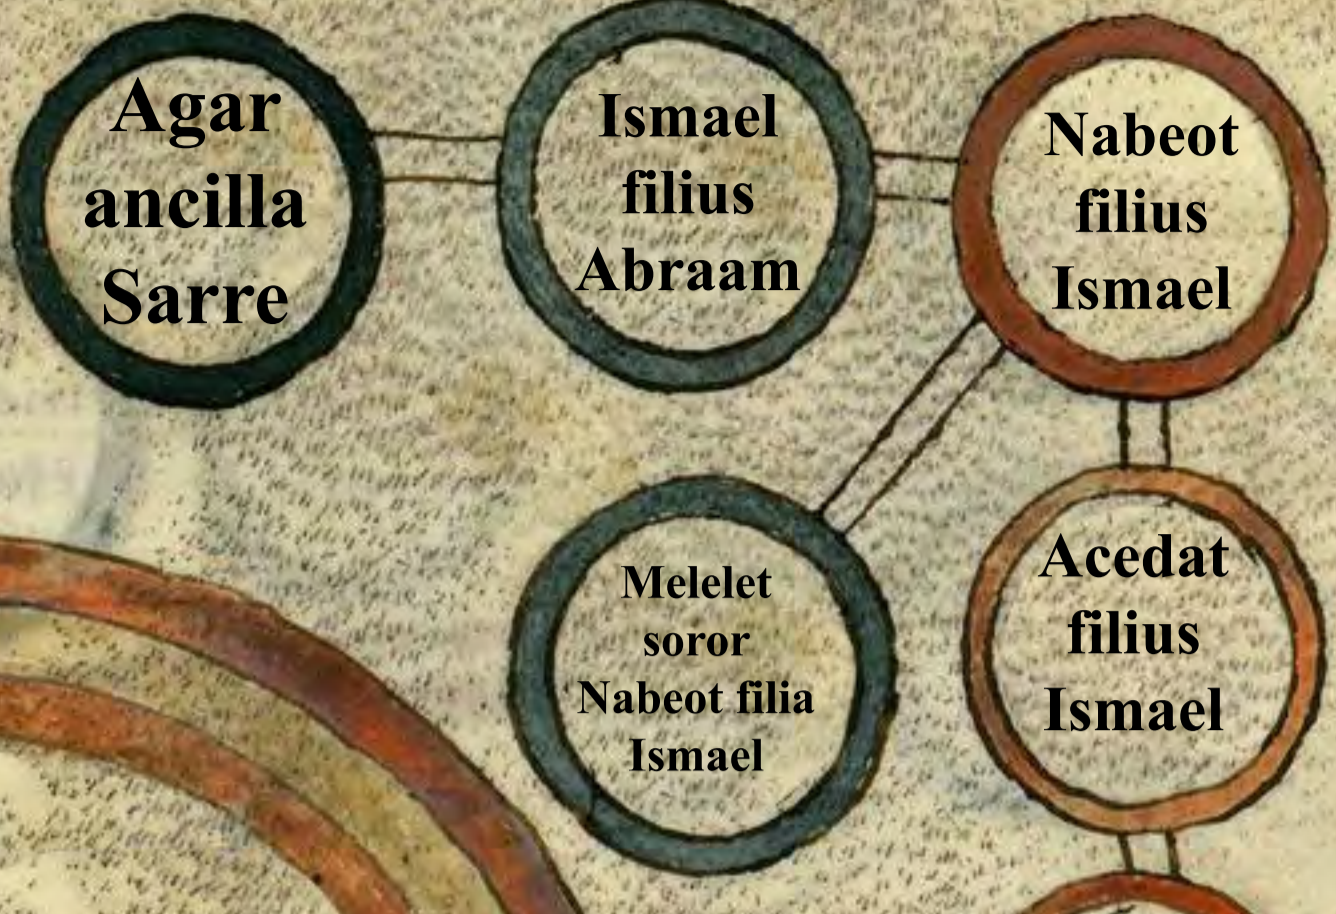 Agar
ancilla
Sarre
Ismael
filius
Abraam
Nabeot
filius
Ismael
Melelet
soror
Nabeot filia
Ismael
Acedat
filius
Ismael